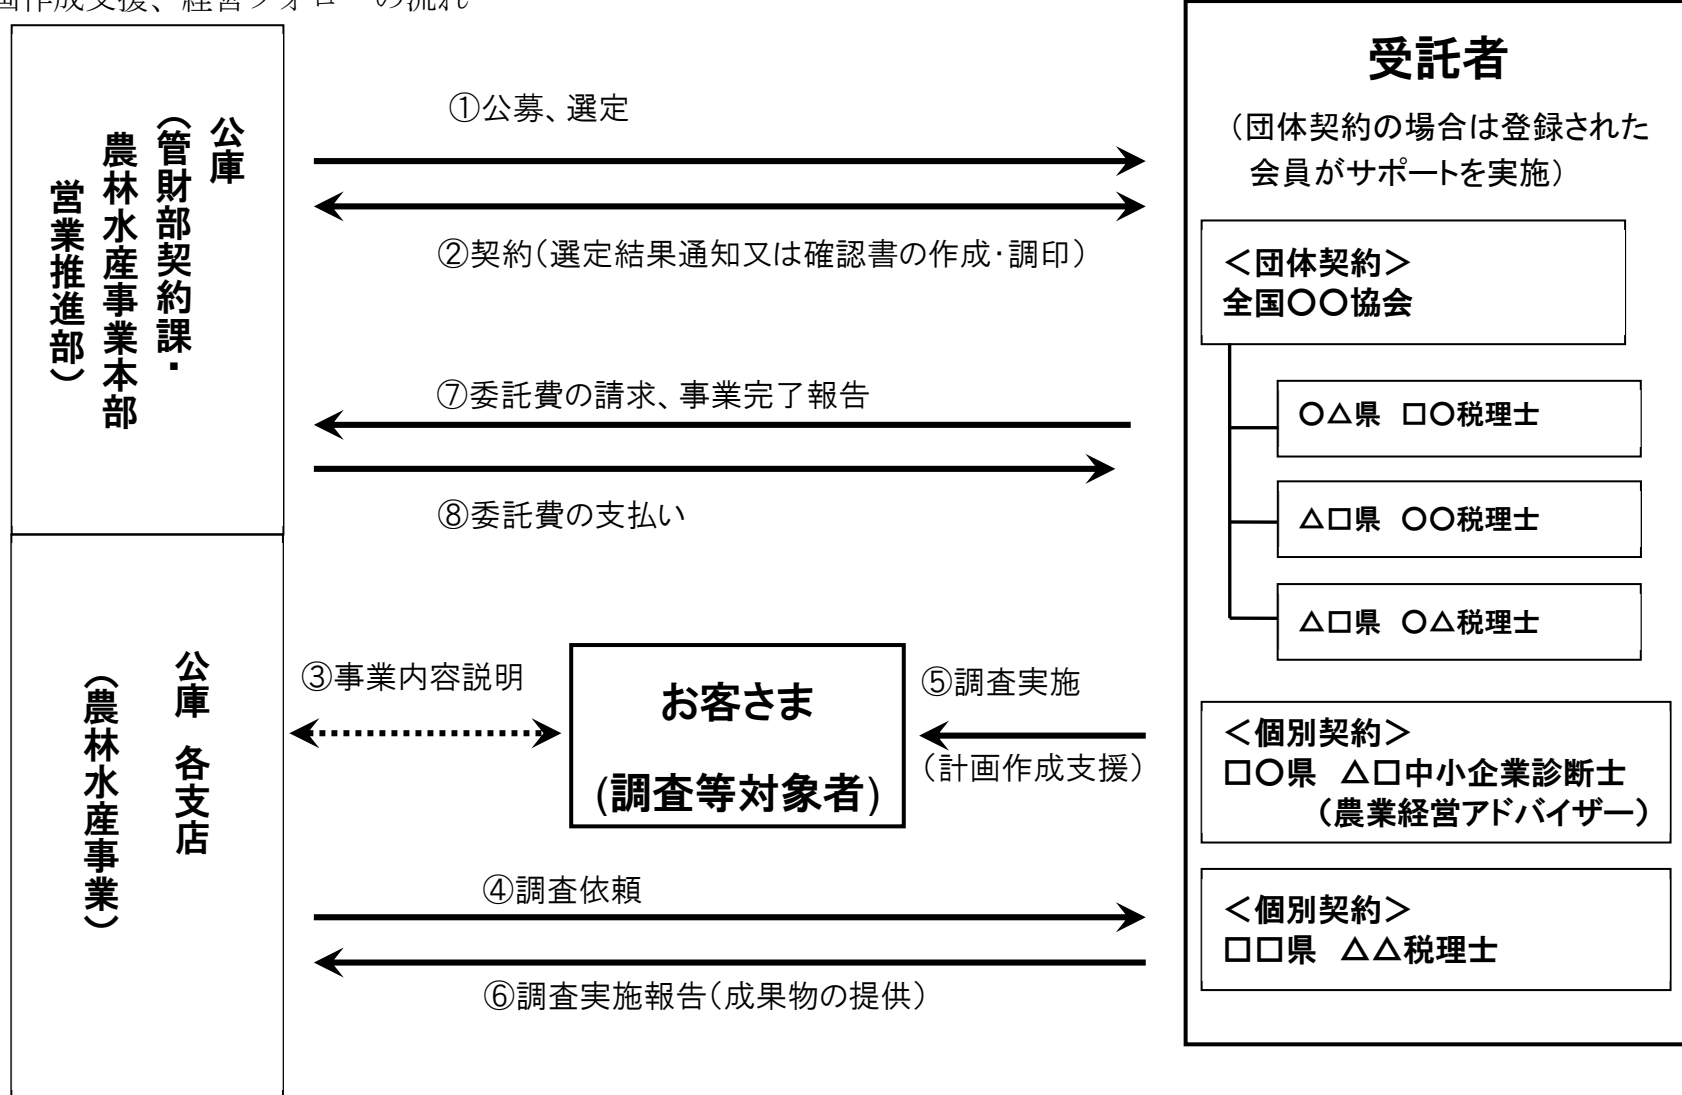 画作成支援、経営フォローの流れ
公庫
（管財部契約課・
農林水産事業本部
営業推進部）
①公募、選定
②契約（選定結果通知又は確認書の作成・調印）
⑦委託費の請求、事業完了報告
⑧委託費の支払い
公庫 各支店
（農林水産事業）
③事業内容説明
お客さま
(調査等対象者)
⑤調査実施
（計画作成支援）
④調査依頼
⑥調査実施報告（成果物の提供）
受託者
（団体契約の場合は登録された
会員がサポートを実施）
＜団体契約＞
全国〇〇協会
〇△県 □〇税理士
△□県 〇〇税理士
△□県 〇△税理士
＜個別契約＞
□〇県 △□中小企業診断士
（農業経営アドバイザー）
＜個別契約＞
□□県 △△税理士